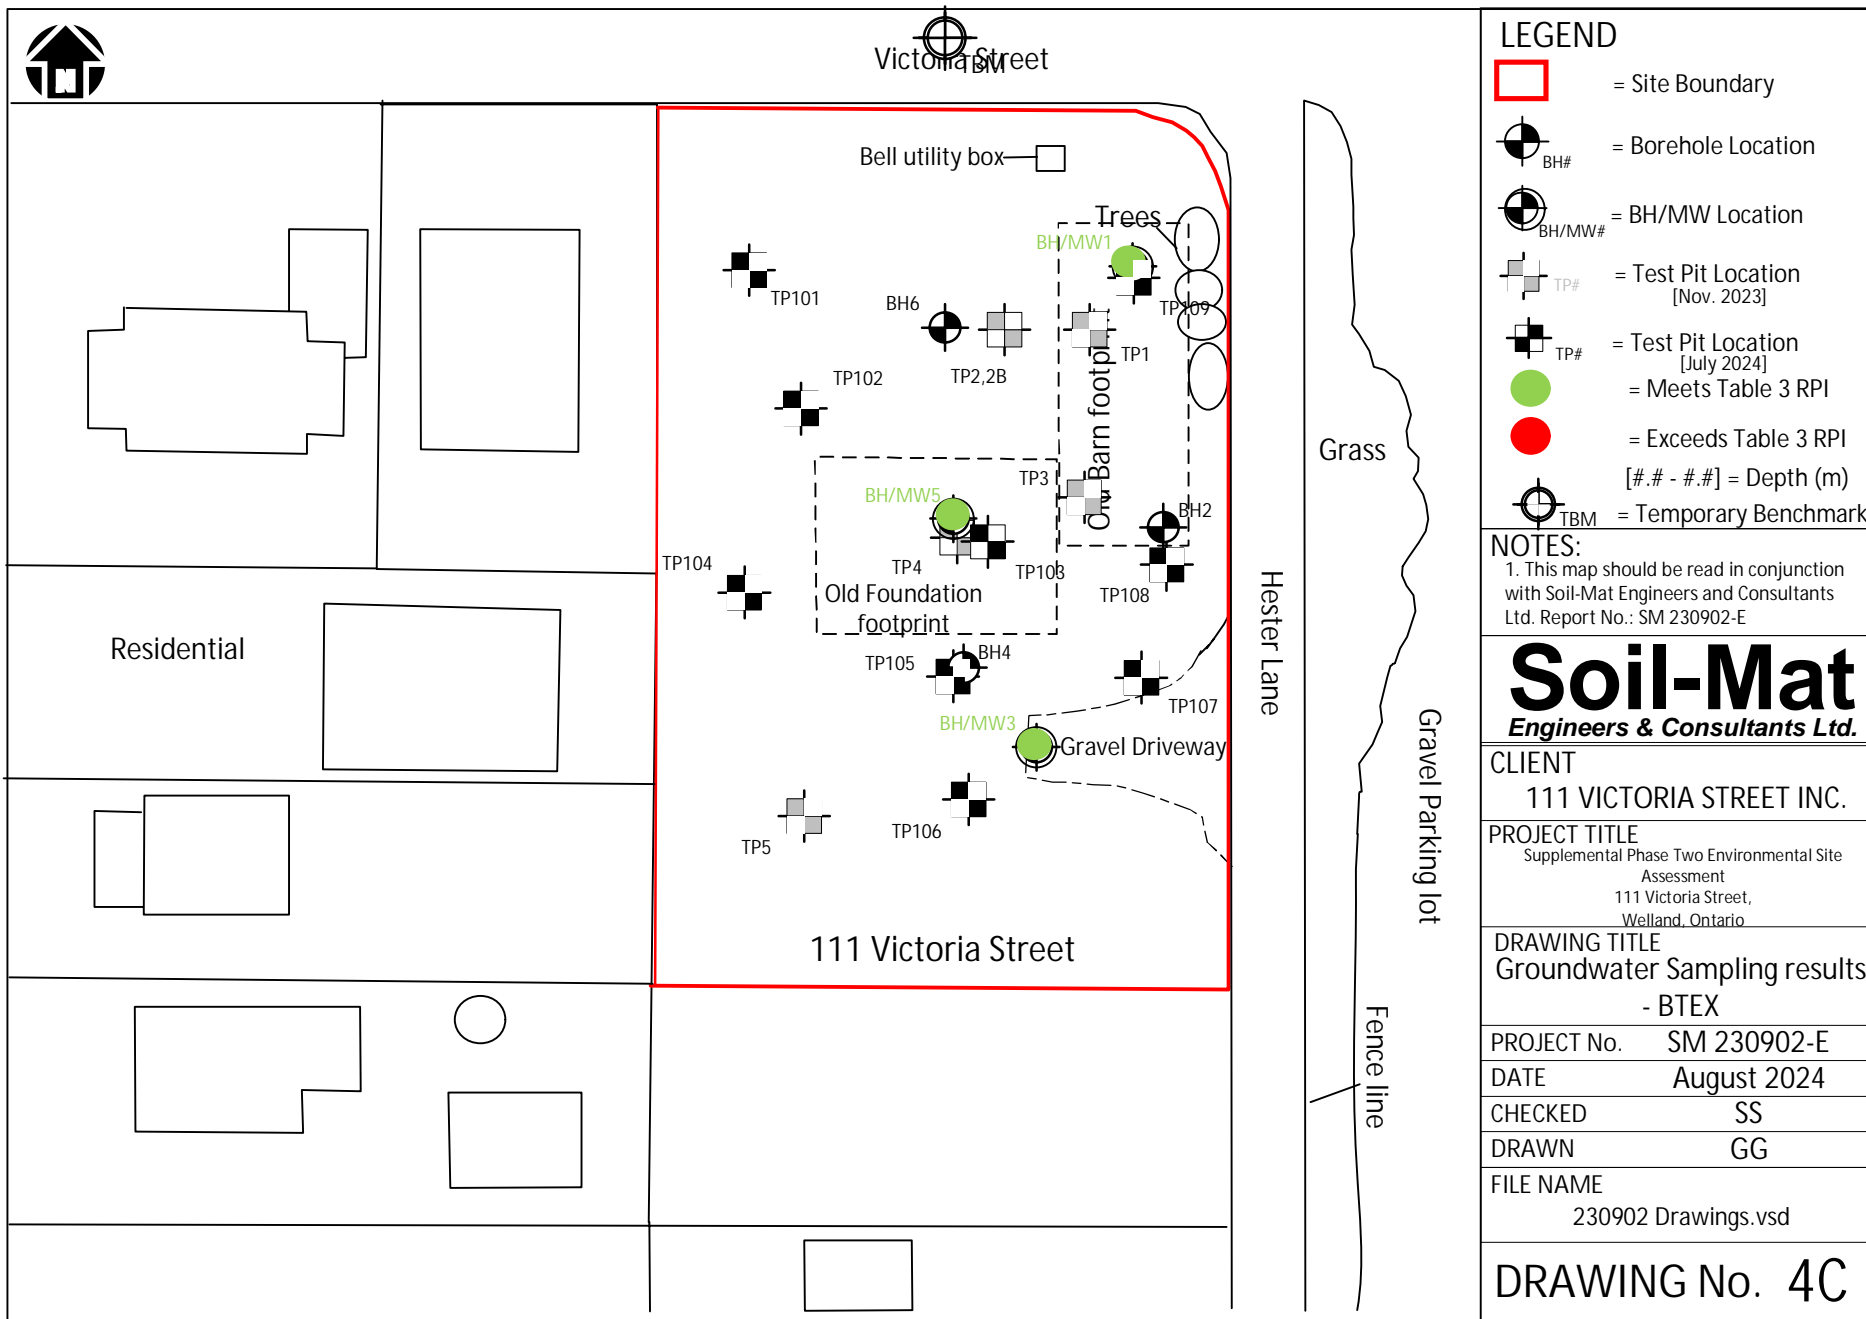 N
Victoria Street
TBM
Bell utility box
Trees
BH/MW1
TP101
TP109
BH6
TP1
TP2,2B
TP102
Old Barn footprint
Grass
TP3
BH/MW5
BH2
TP104
TP4
TP103
TP108
Old Foundation
footprint
Hester Lane
Residential
TP105
BH4
TP107
BH/MW3
Gravel Driveway
Gravel Parking lot
TP106
TP5
111 Victoria Street
Fence line
LEGEND
= Site Boundary
BH#
= Borehole Location
BH/MW#
= BH/MW Location
TP#
= Test Pit Location
[Nov. 2023]
TP#
= Test Pit Location
[July 2024]
= Meets Table 3 RPI
= Exceeds Table 3 RPI
[#.# - #.#] = Depth (m)
TBM
= Temporary Benchmark
NOTES:
1. This map should be read in conjunction
with Soil-Mat Engineers and Consultants
Ltd. Report No.: SM 230902-E
Soil-Mat
Engineers & Consultants Ltd.
CLIENT
111 VICTORIA STREET INC.
PROJECT TITLE
Supplemental Phase Two Environmental Site
Assessment
111 Victoria Street,
Welland, Ontario
DRAWING TITLE
Groundwater Sampling results
- BTEX
PROJECT No. SM 230902-E
DATE August 2024
CHECKED SS
DRAWN GG
FILE NAME
230902 Drawings.vsd
DRAWING No. 4C